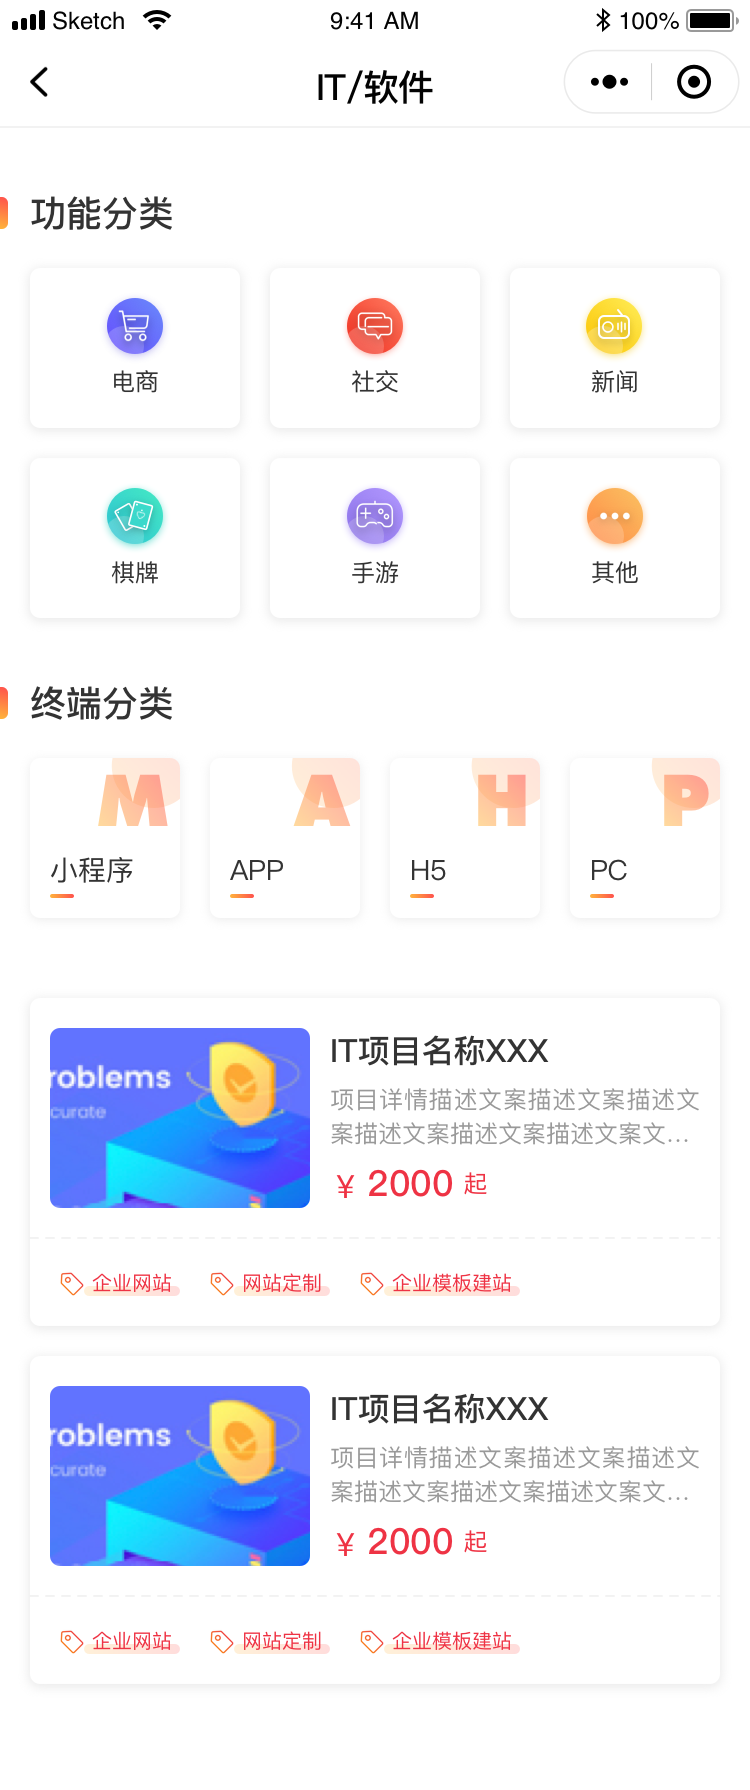 Sketch 9:41 AM 100%
IT/软件
功能分类
电商 社交 新闻
棋牌 手游 其他
终端分类
M A H P
小程序 APP H5 PC
roblems
curate
IT项目名称XXX
项目详情描述文案描述文案描述文
案描述文案描述文案描述文案文...
¥ 2000 起
企业网站 网站定制 企业模板建站
roblems
curate
IT项目名称XXX
项目详情描述文案描述文案描述文
案描述文案描述文案描述文案文...
¥ 2000 起
企业网站 网站定制 企业模板建站